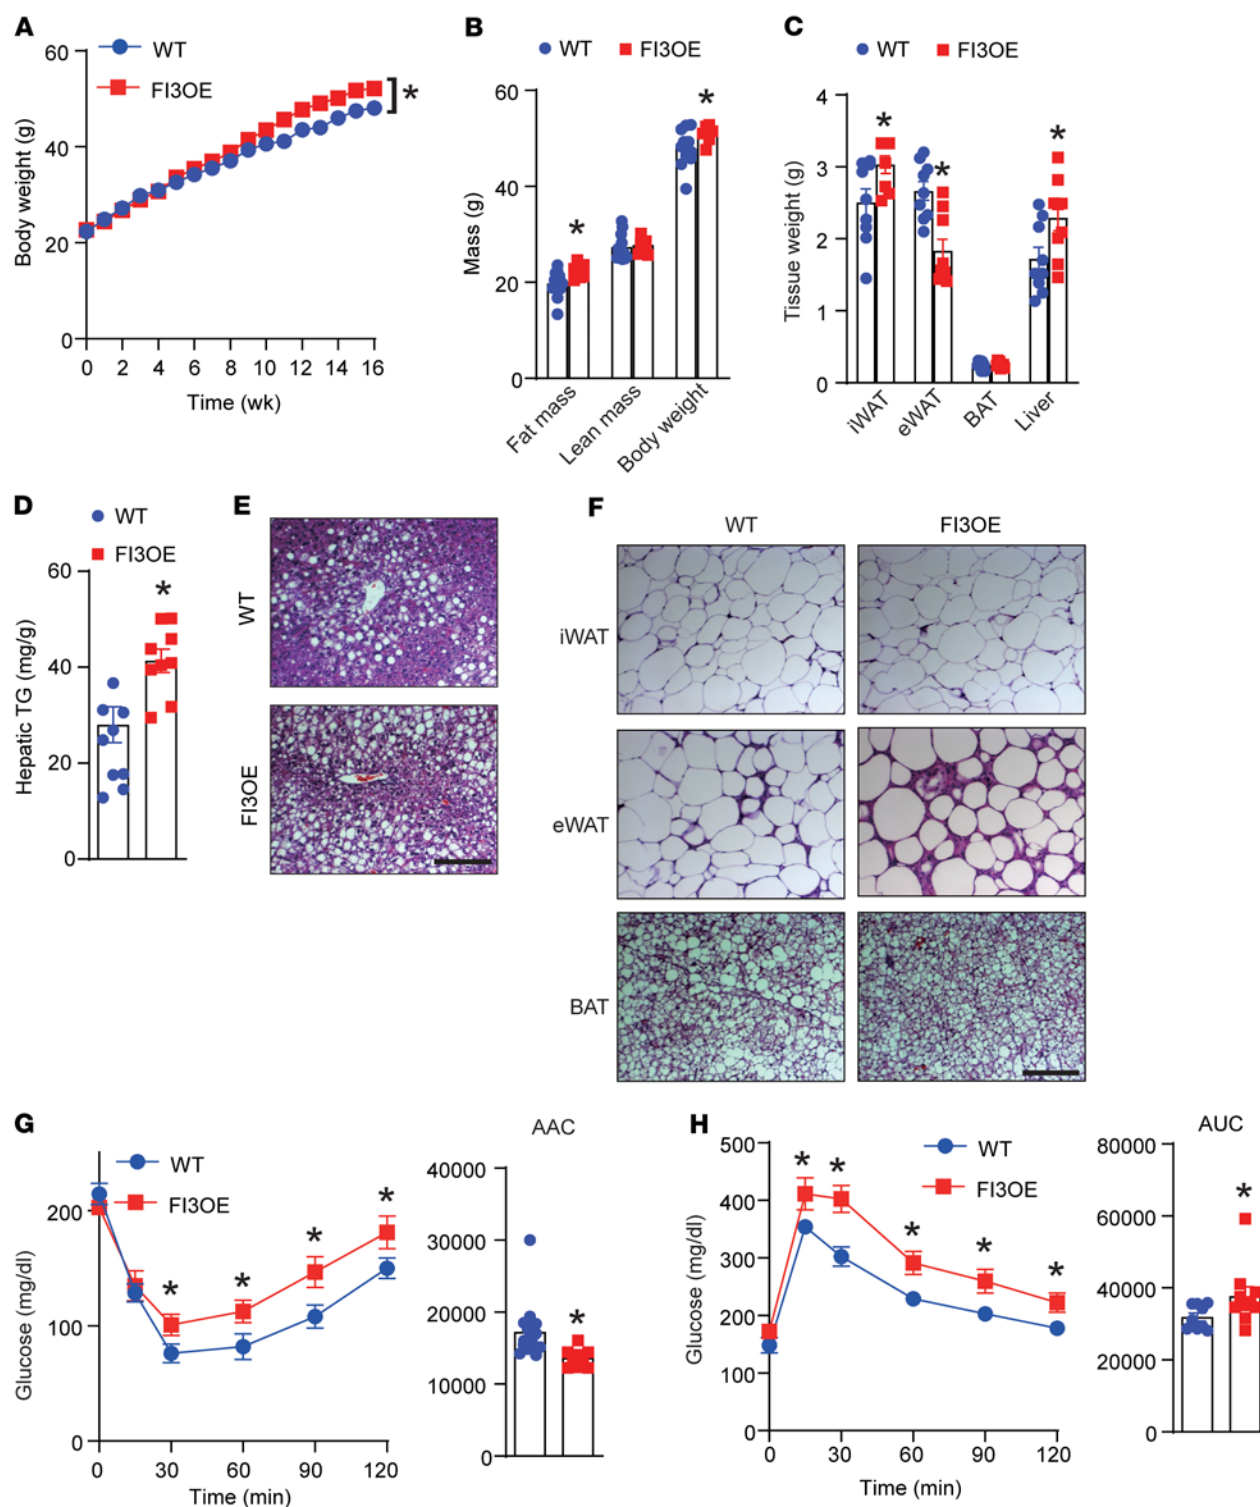 A
WT
FI3OE
60
40
20
0
Body weight (g)
*
0 2 4 6 8 10 12 14 16
Time (wk)
B
WT FI3OE
60
40
20
0
Mass (g)
*
*
Fat mass
Lean mass
Body weight
C
WT FI3OE
4
3
2
1
0
Tissue weight (g)
*
*
*
iWAT
eWAT
BAT
Liver
D
WT
FI3OE
60
40
20
0
Hepatic TG (mg/g)
*
E
WT
FI3OE
F
WT FI3OE
iWAT
eWAT
BAT
G
WT
FI3OE
200
100
0
Glucose (mg/dl)
* * * *
0 30 60 90 120
Time (min)
AAC
40000
30000
20000
10000
0
*
H
WT
FI3OE
500
400
300
200
100
0
Glucose (mg/dl)
* * * * *
0 30 60 90 120
Time (min)
AUC
80000
60000
40000
20000
0
*